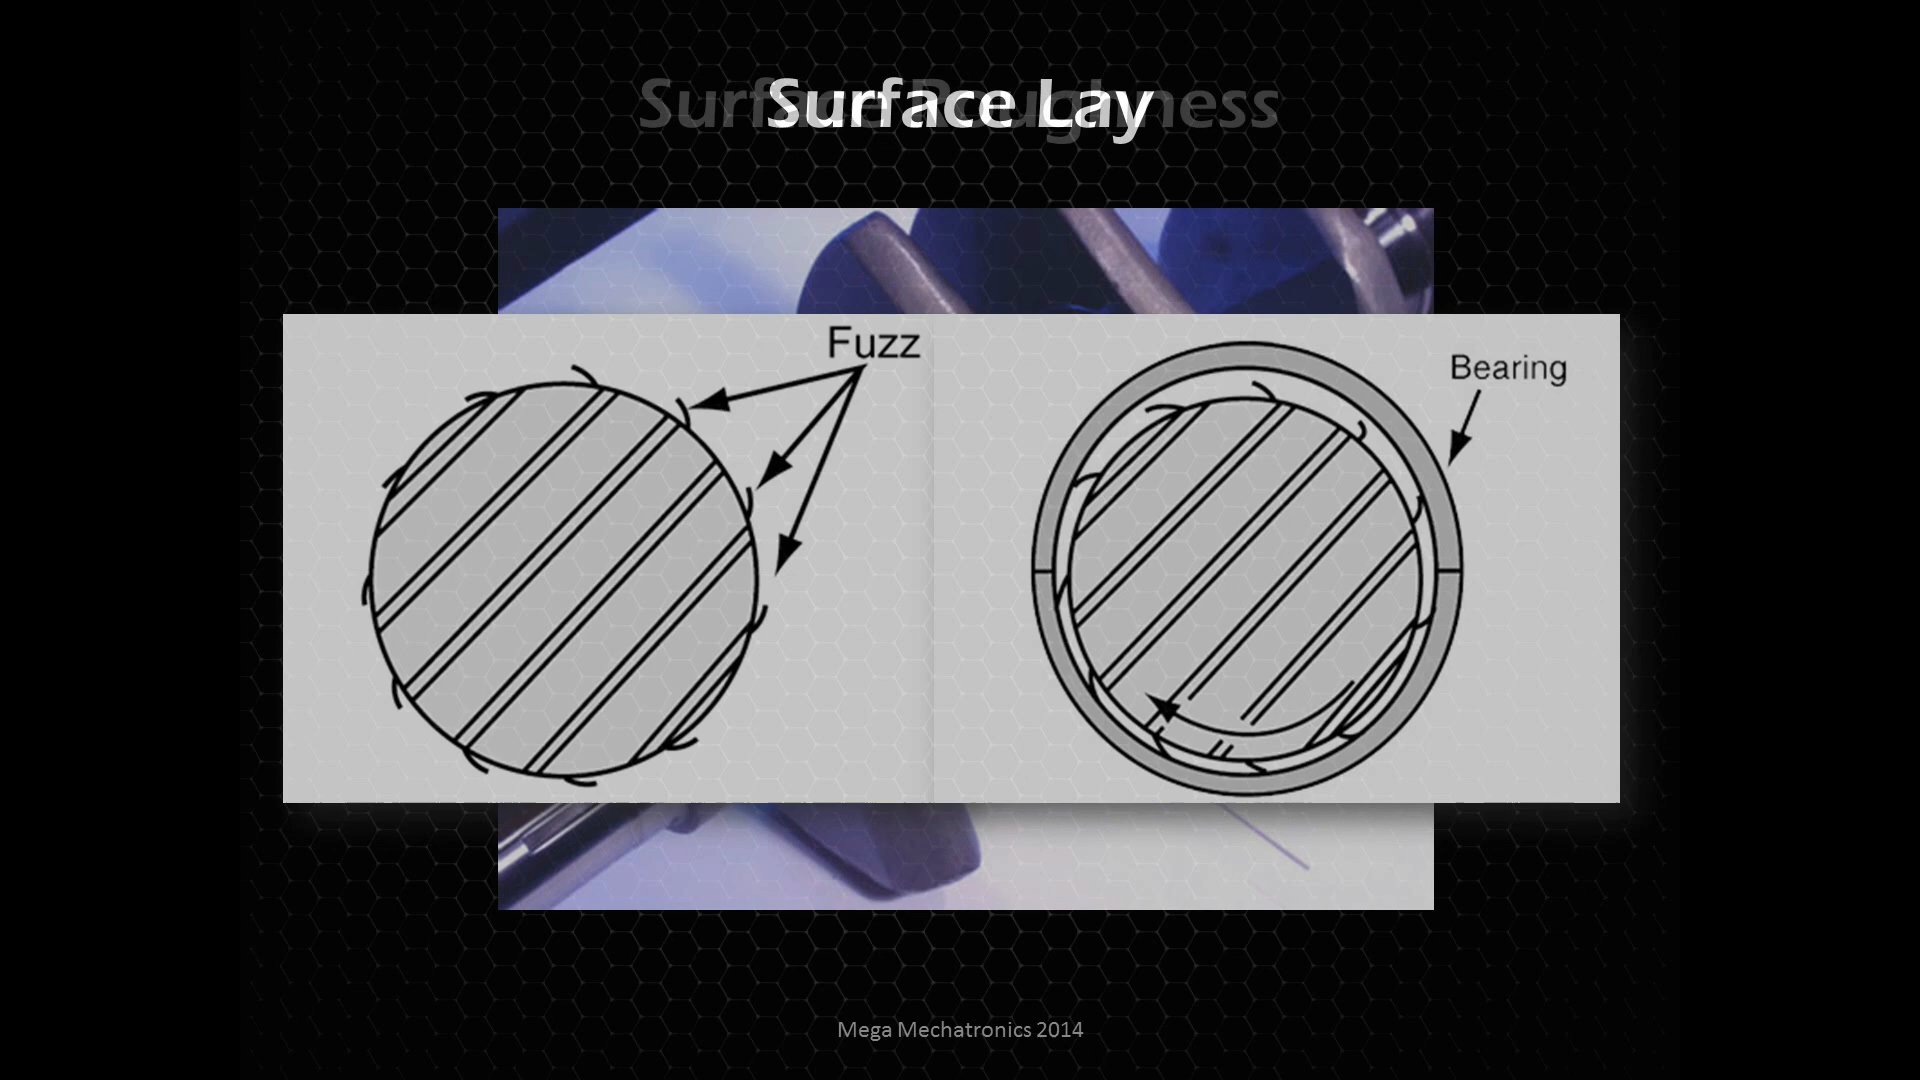 Surface Roughness
Surface Lay
Fuzz
Bearing
Mega Mechatronics 2014